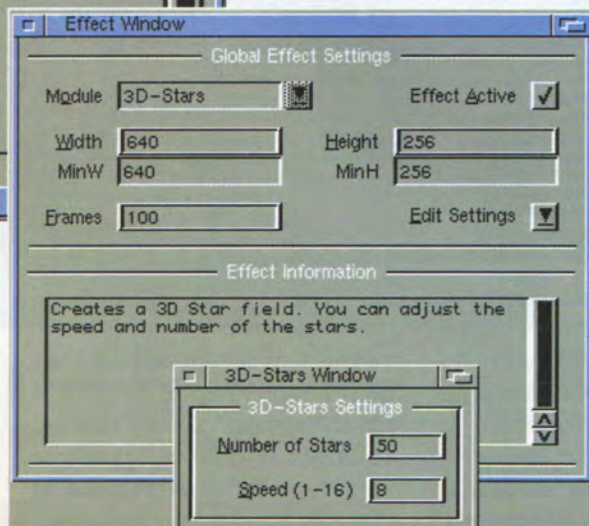 Effect Window
Global Effect Settings
Module 3D-Stars Effect Active
Width 640 Height 256
MinW 640 MinH 256
Frames 100 Edit Settings
Effect Information
Creates a 3D Star field. You can adjust the
speed and number of the stars.
3D-Stars Window
3D-Stars Settings
Number of Stars 50
Speed (1-16) 8